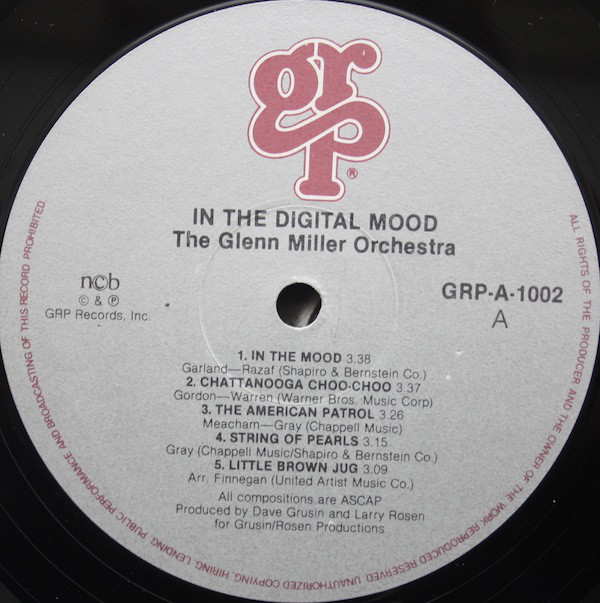 grp
®
IN THE DIGITAL MOOD
The Glenn Miller Orchestra
ncb
© & ℗
GRP Records, Inc.
GRP-A-1002
A
1. IN THE MOOD 3.38
Garland—Razaf (Shapiro & Bernstein Co.)
2. CHATTANOOGA CHOO-CHOO 3.37
Gordon—Warren (Warner Bros. Music Corp)
3. THE AMERICAN PATROL 3.26
Meacham—Gray (Chappell Music)
4. STRING OF PEARLS 3.15
Gray (Chappell Music/Shapiro & Bernstein Co.)
5. LITTLE BROWN JUG 3.09
Arr. Finnegan (United Artist Music Co.)
All compositions are ASCAP
Produced by Dave Grusin and Larry Rosen
for Grusin/Rosen Productions
ALL RIGHTS OF THE PRODUCER AND THE OWNER OF THE WORK REPRODUCED RESERVED. UNAUTHORIZED COPYING, HIRING, LENDING, PUBLIC PERFORMANCE AND BROADCASTING OF THIS RECORD PROHIBITED